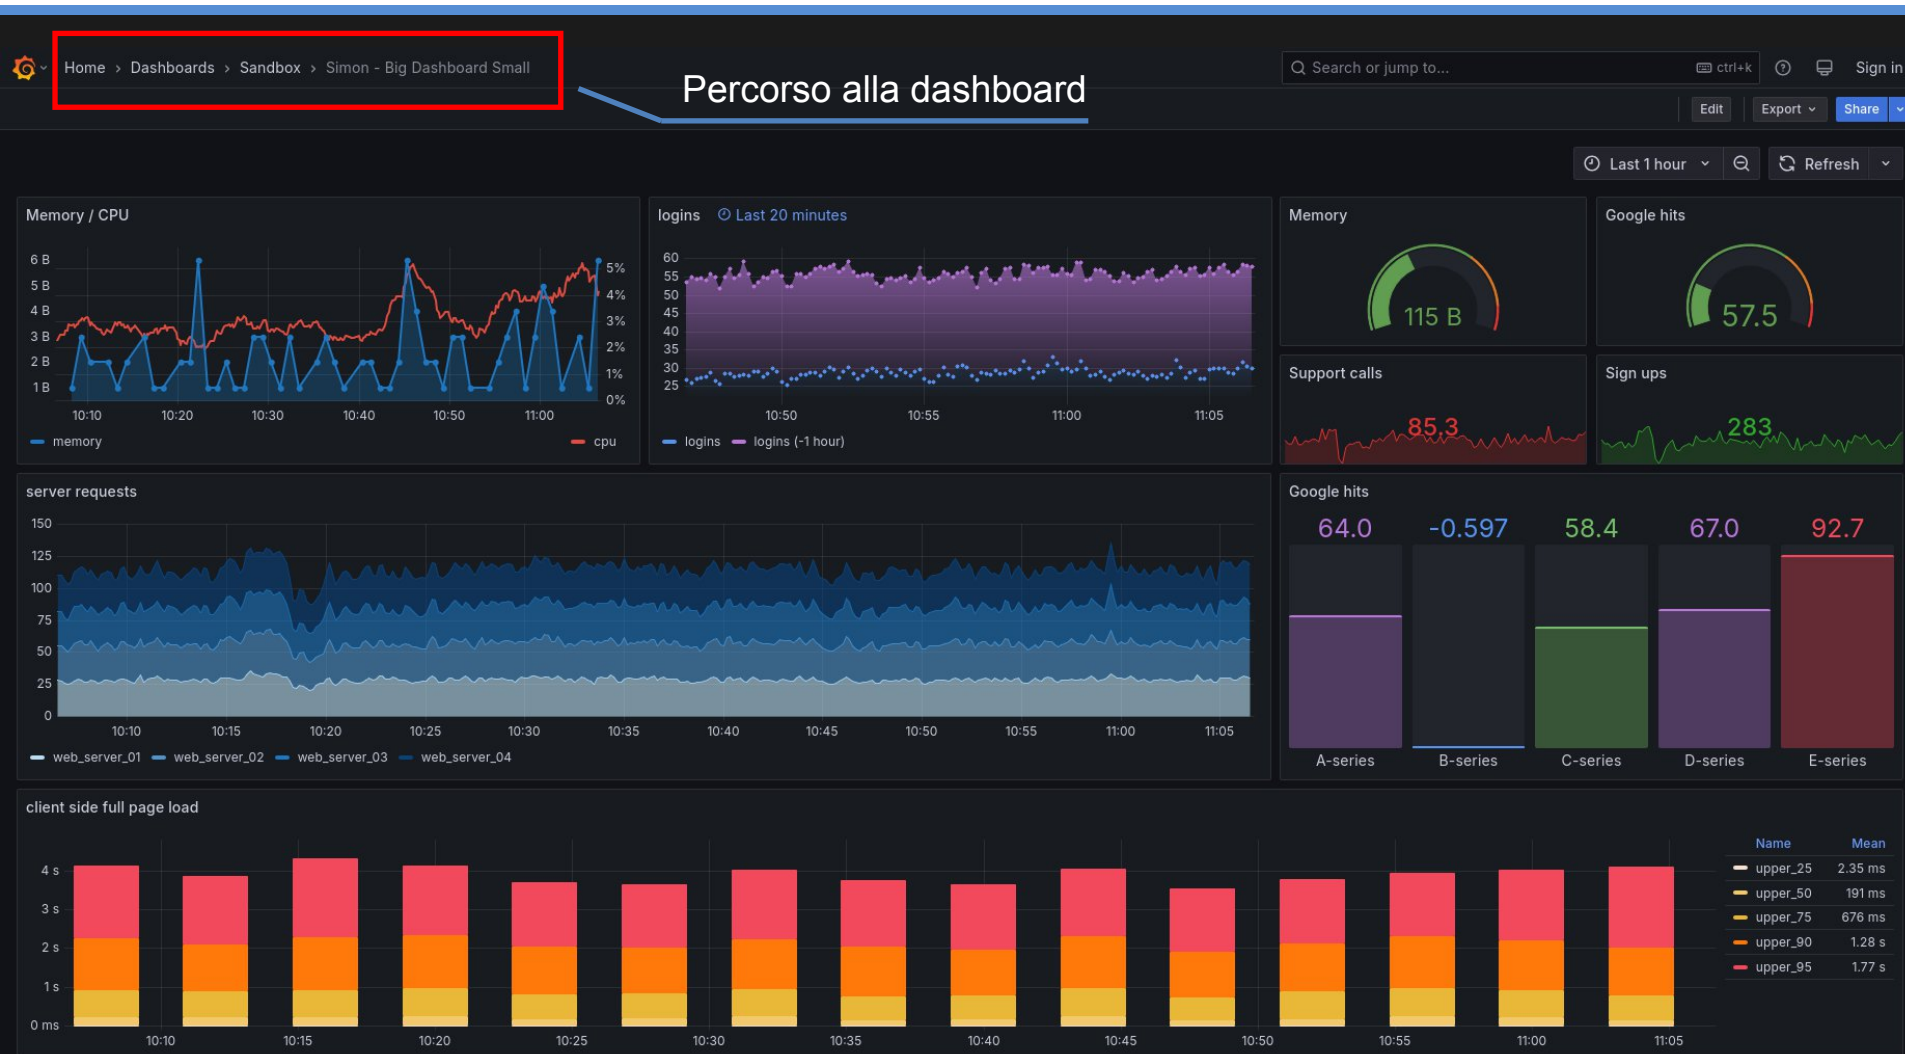 Home › Dashboards › Sandbox › Simon - Big Dashboard Small
Search or jump to...
ctrl+k
Sign in
Percorso alla dashboard
Edit
Export
Share
Last 1 hour
Refresh
Memory / CPU
6 B
5 B
4 B
3 B
2 B
1 B
5%
4%
3%
2%
1%
0%
10:10 10:20 10:30 10:40 10:50 11:00
memory
cpu
logins Last 20 minutes
60
55
50
45
40
35
30
25
10:50 10:55 11:00 11:05
logins logins (-1 hour)
Memory
115 B
Google hits
57.5
Support calls
85.3
Sign ups
283
server requests
150
125
100
75
50
25
0
10:10 10:15 10:20 10:25 10:30 10:35 10:40 10:45 10:50 10:55 11:00 11:05
web_server_01 web_server_02 web_server_03 web_server_04
Google hits
64.0 -0.597 58.4 67.0 92.7
A-series B-series C-series D-series E-series
client side full page load
4 s
3 s
2 s
1 s
0 ms
10:10 10:15 10:20 10:25 10:30 10:35 10:40 10:45 10:50 10:55 11:00 11:05
Name Mean
upper_25 2.35 ms
upper_50 191 ms
upper_75 676 ms
upper_90 1.28 s
upper_95 1.77 s